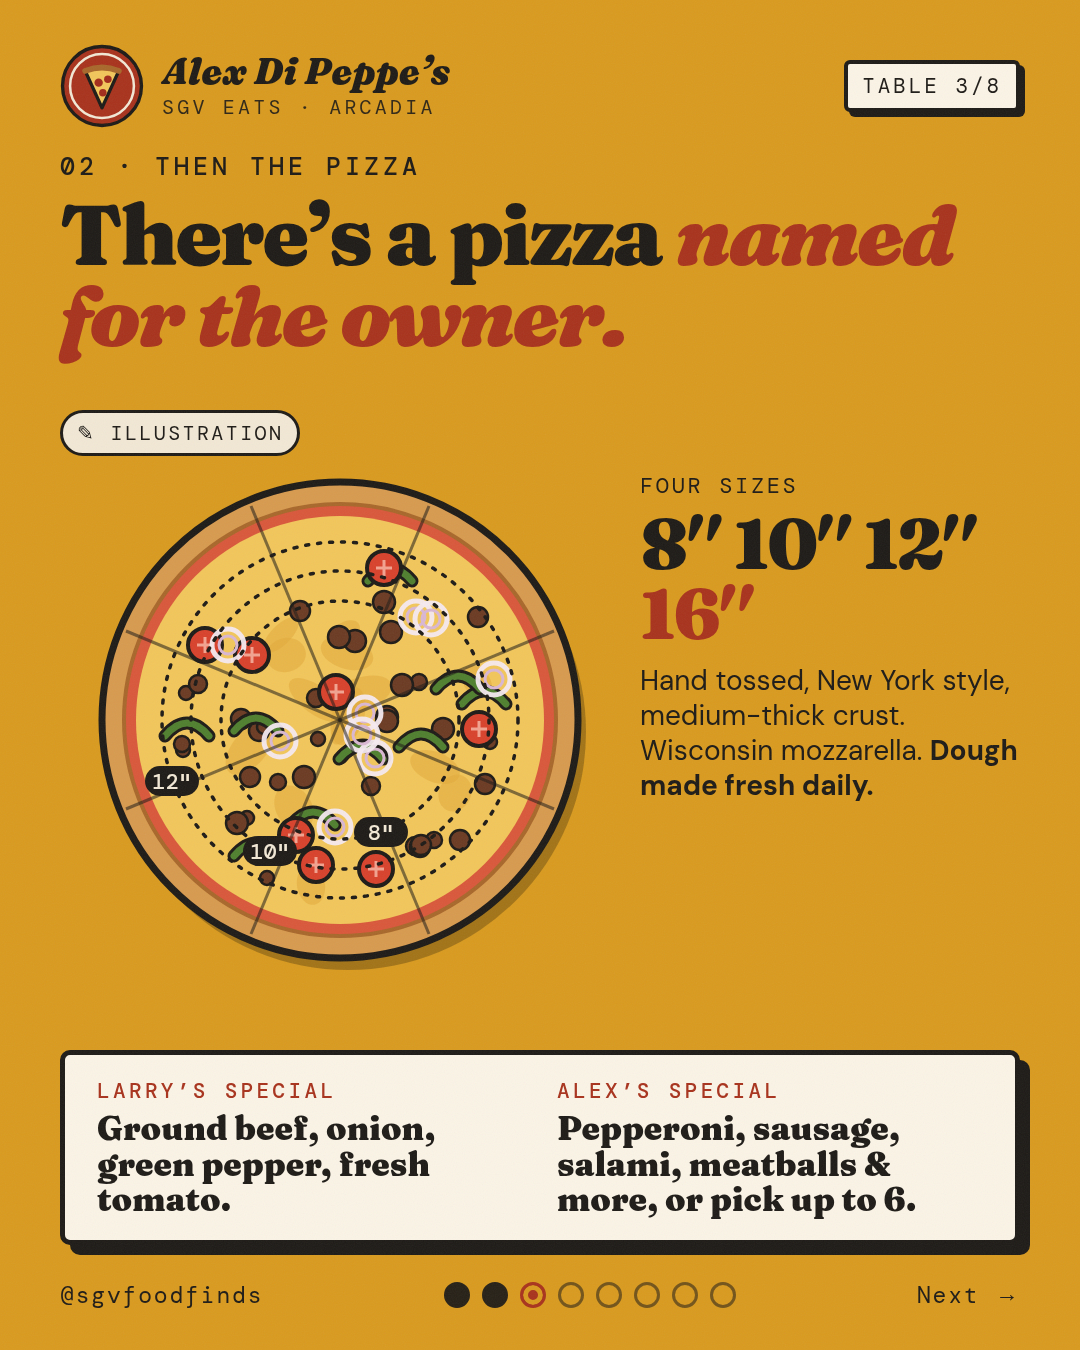 Alex Di Peppe’s
SGV EATS · ARCADIA
TABLE 3/8
02 · THEN THE PIZZA
There’s a pizza named
for the owner.
✎ ILLUSTRATION
12"
10"
8"
FOUR SIZES
8″ 10″ 12″
16″
Hand tossed, New York style,
medium-thick crust.
Wisconsin mozzarella. Dough
made fresh daily.
LARRY’S SPECIAL
Ground beef, onion,
green pepper, fresh
tomato.
ALEX’S SPECIAL
Pepperoni, sausage,
salami, meatballs &
more, or pick up to 6.
@sgvfoodfinds
Next →